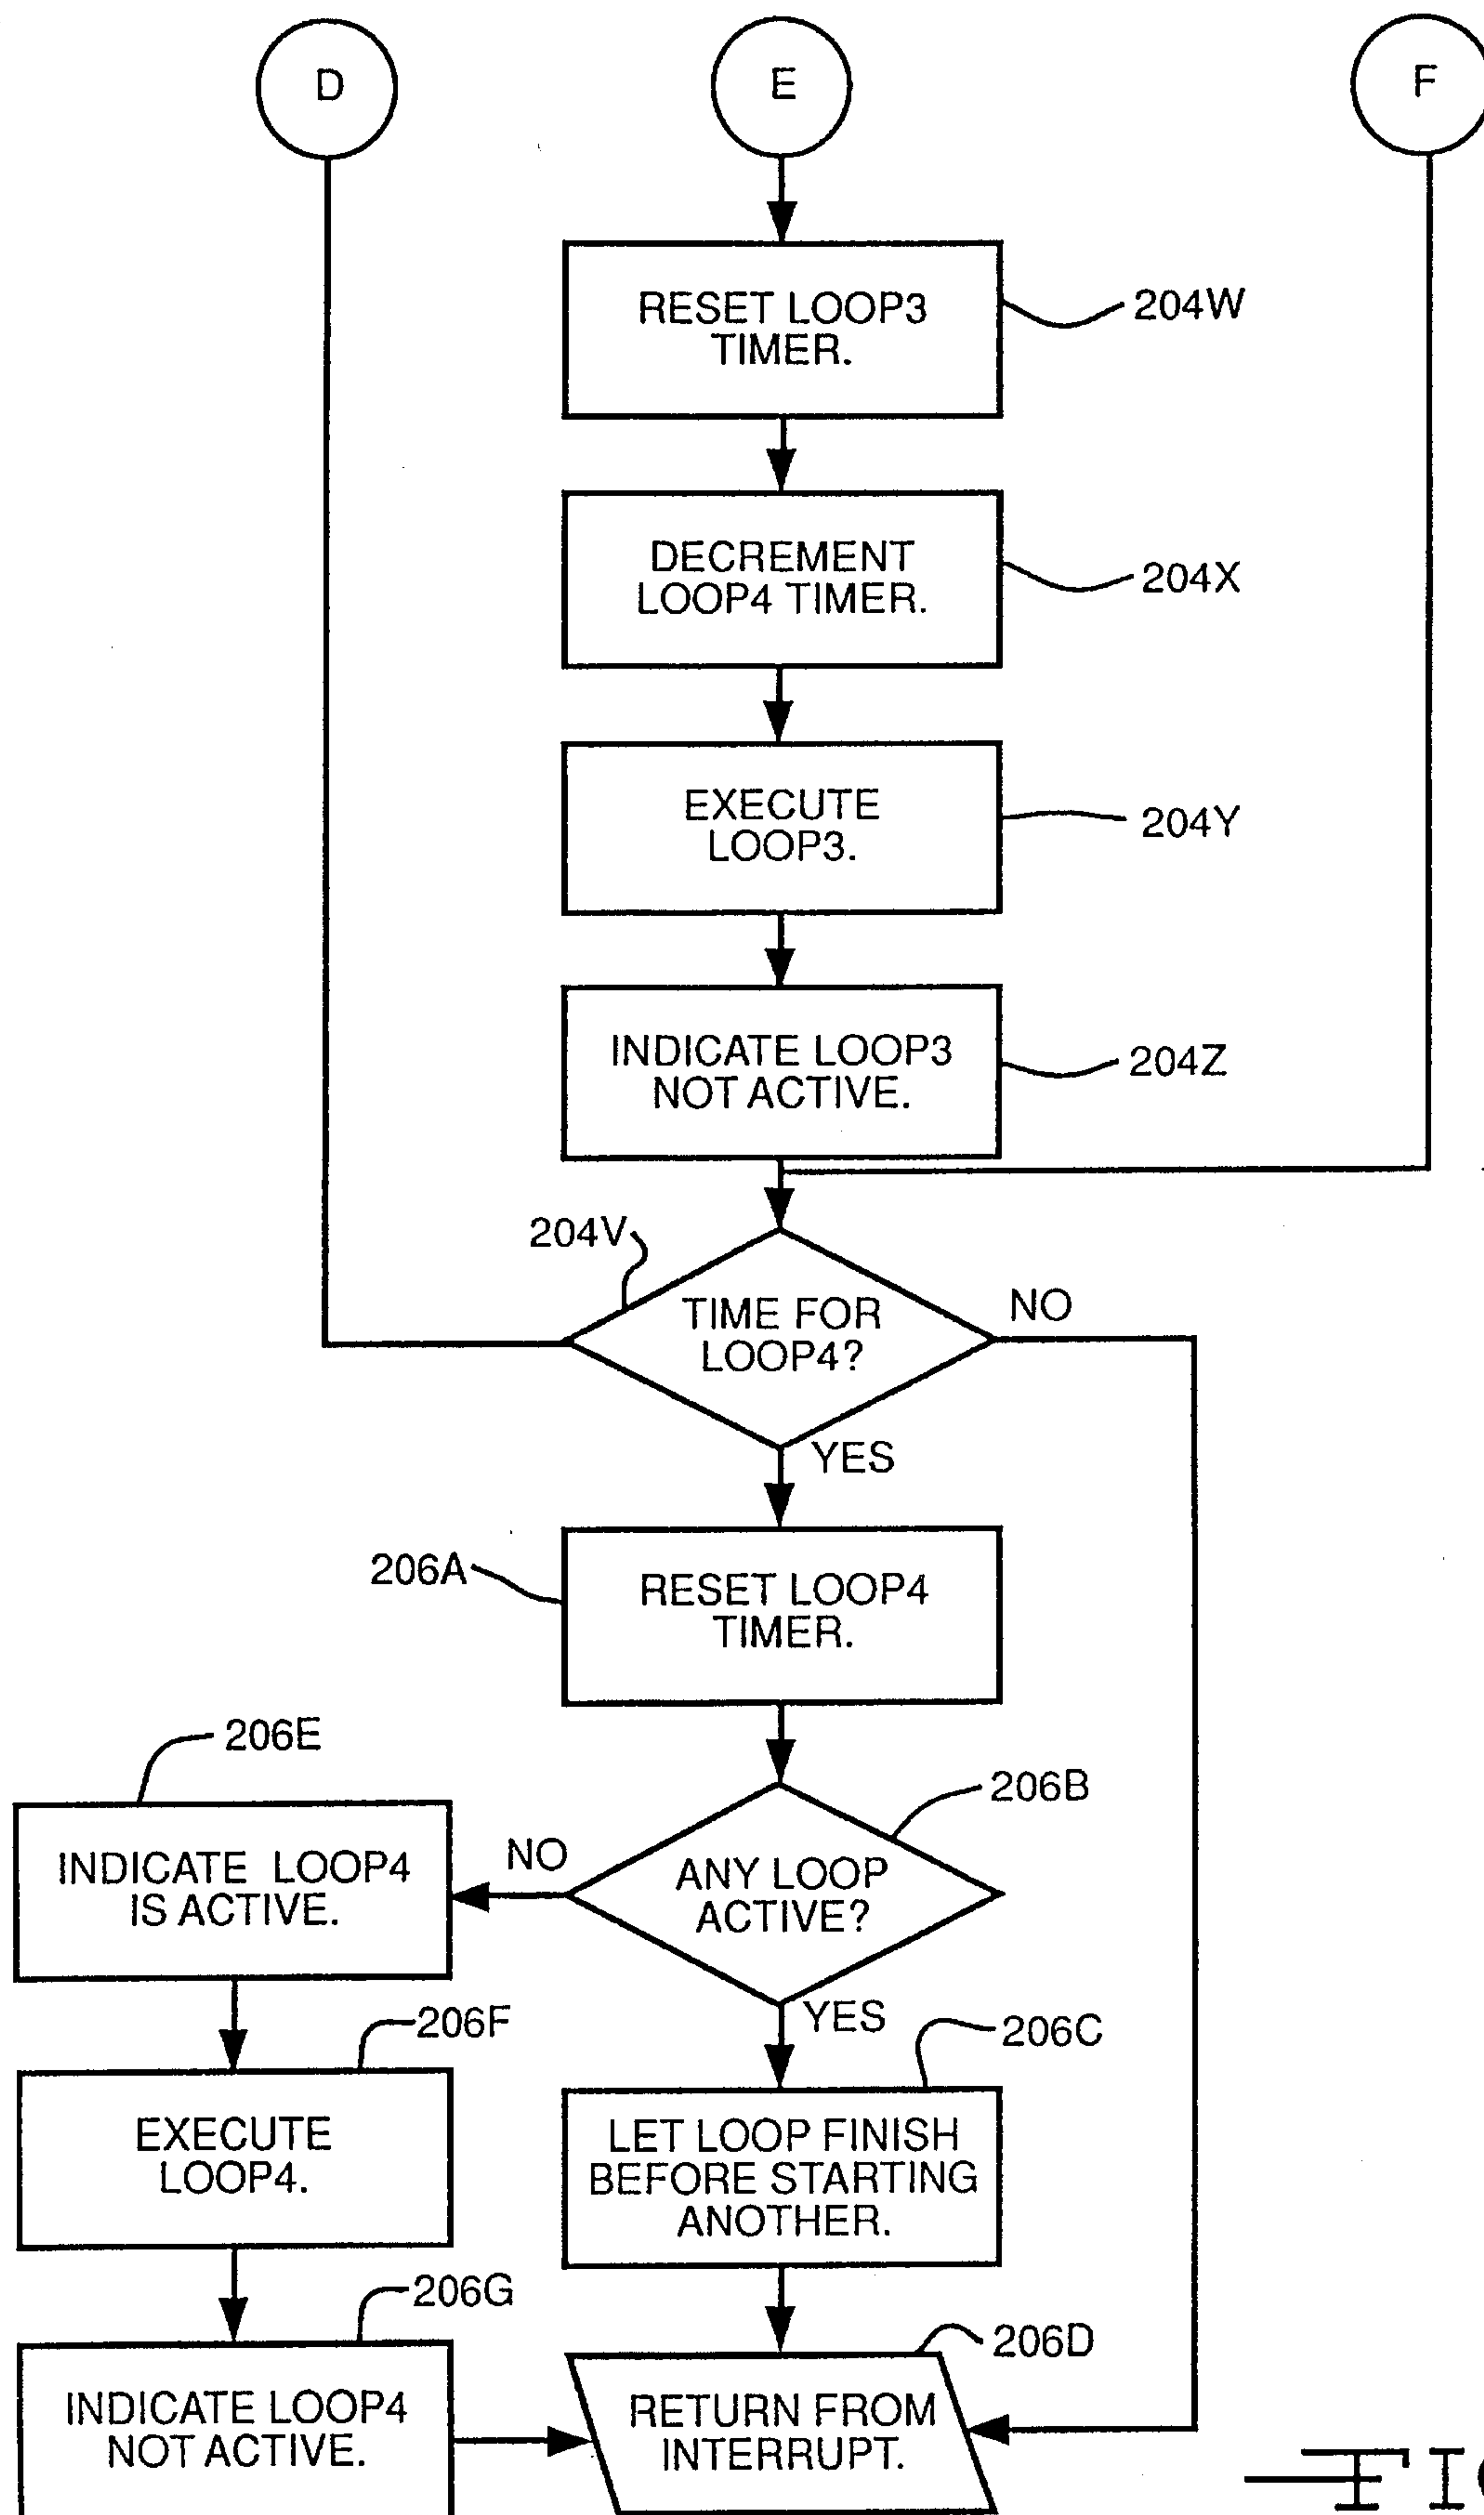 D
E
F
RESET LOOP3
TIMER.
204W
DECREMENT
LOOP4 TIMER.
204X
EXECUTE
LOOP3.
204Y
INDICATE LOOP3
NOT ACTIVE.
204Z
204V
TIME FOR
LOOP4?
NO
YES
206A
RESET LOOP4
TIMER.
206E
206B
INDICATE LOOP4
IS ACTIVE.
NO
ANY LOOP
ACTIVE?
YES
206F
206C
EXECUTE
LOOP4.
LET LOOP FINISH
BEFORE STARTING
ANOTHER.
206G
206D
INDICATE LOOP4
NOT ACTIVE.
RETURN FROM
INTERRUPT.